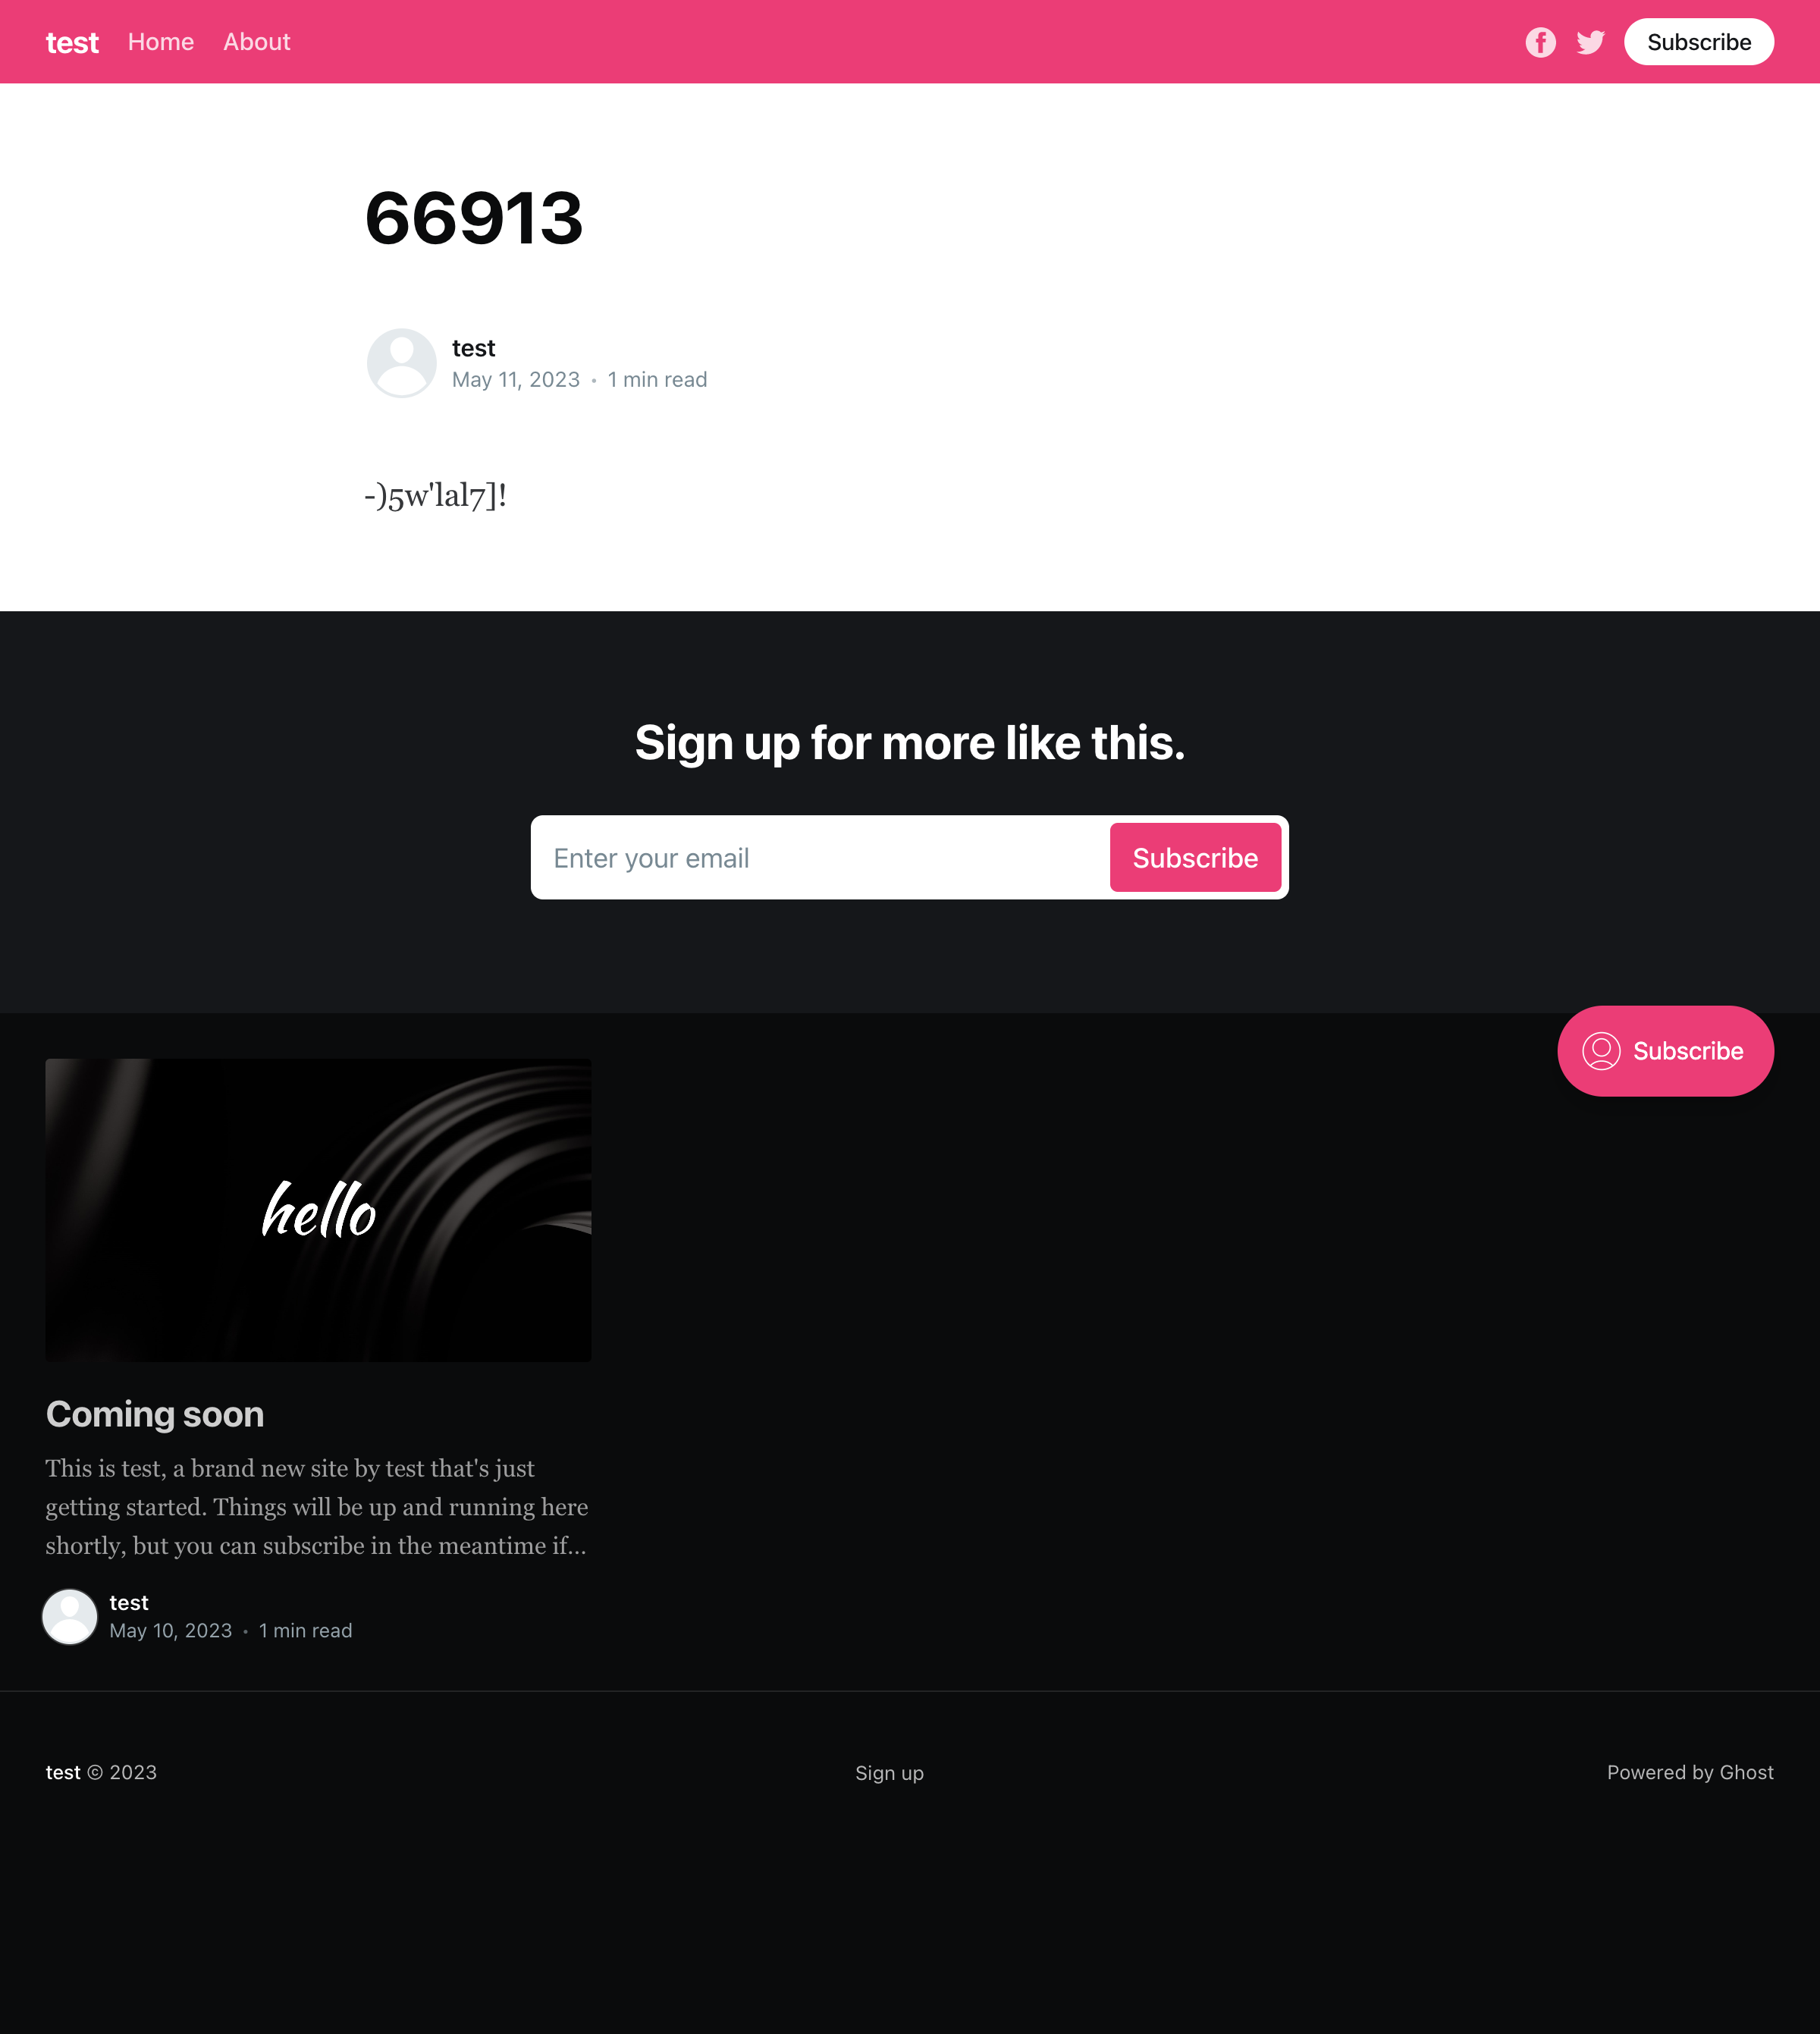 test Home About Subscribe
66913
test
May 11, 2023 • 1 min read
-)5w'lal7]!
Sign up for more like this.
Enter your email Subscribe
Subscribe
hello
Coming soon
This is test, a brand new site by test that's just
getting started. Things will be up and running here
shortly, but you can subscribe in the meantime if...
test
May 10, 2023 • 1 min read
test © 2023 Sign up Powered by Ghost